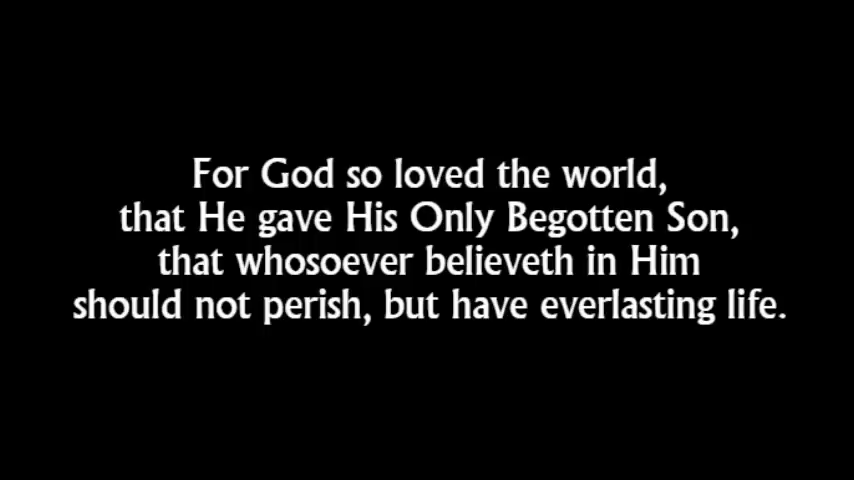 For God so loved the world,
that He gave His Only Begotten Son,
that whosoever believeth in Him
should not perish, but have everlasting life.